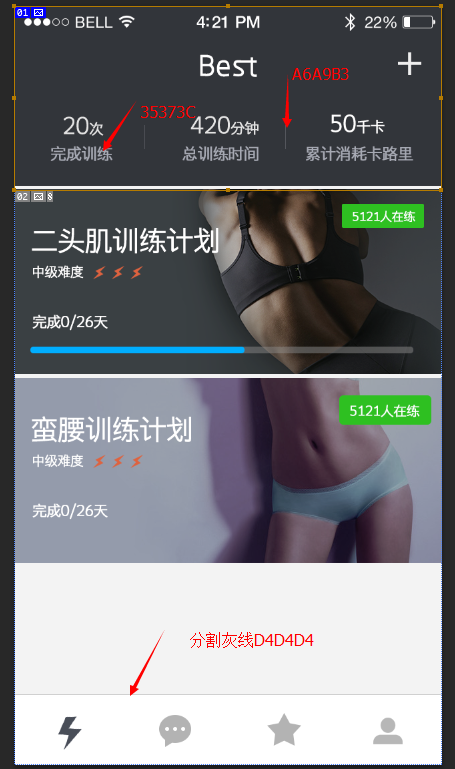 01
BELL 4:21 PM 22%
Best
A6A9B3
35373C
20次 420分钟 50千卡
完成训练 总训练时间 累计消耗卡路里
02
5121人在练
二头肌训练计划
中级难度
完成0/26天
5121人在练
蛮腰训练计划
中级难度
完成0/26天
分割灰线D4D4D4